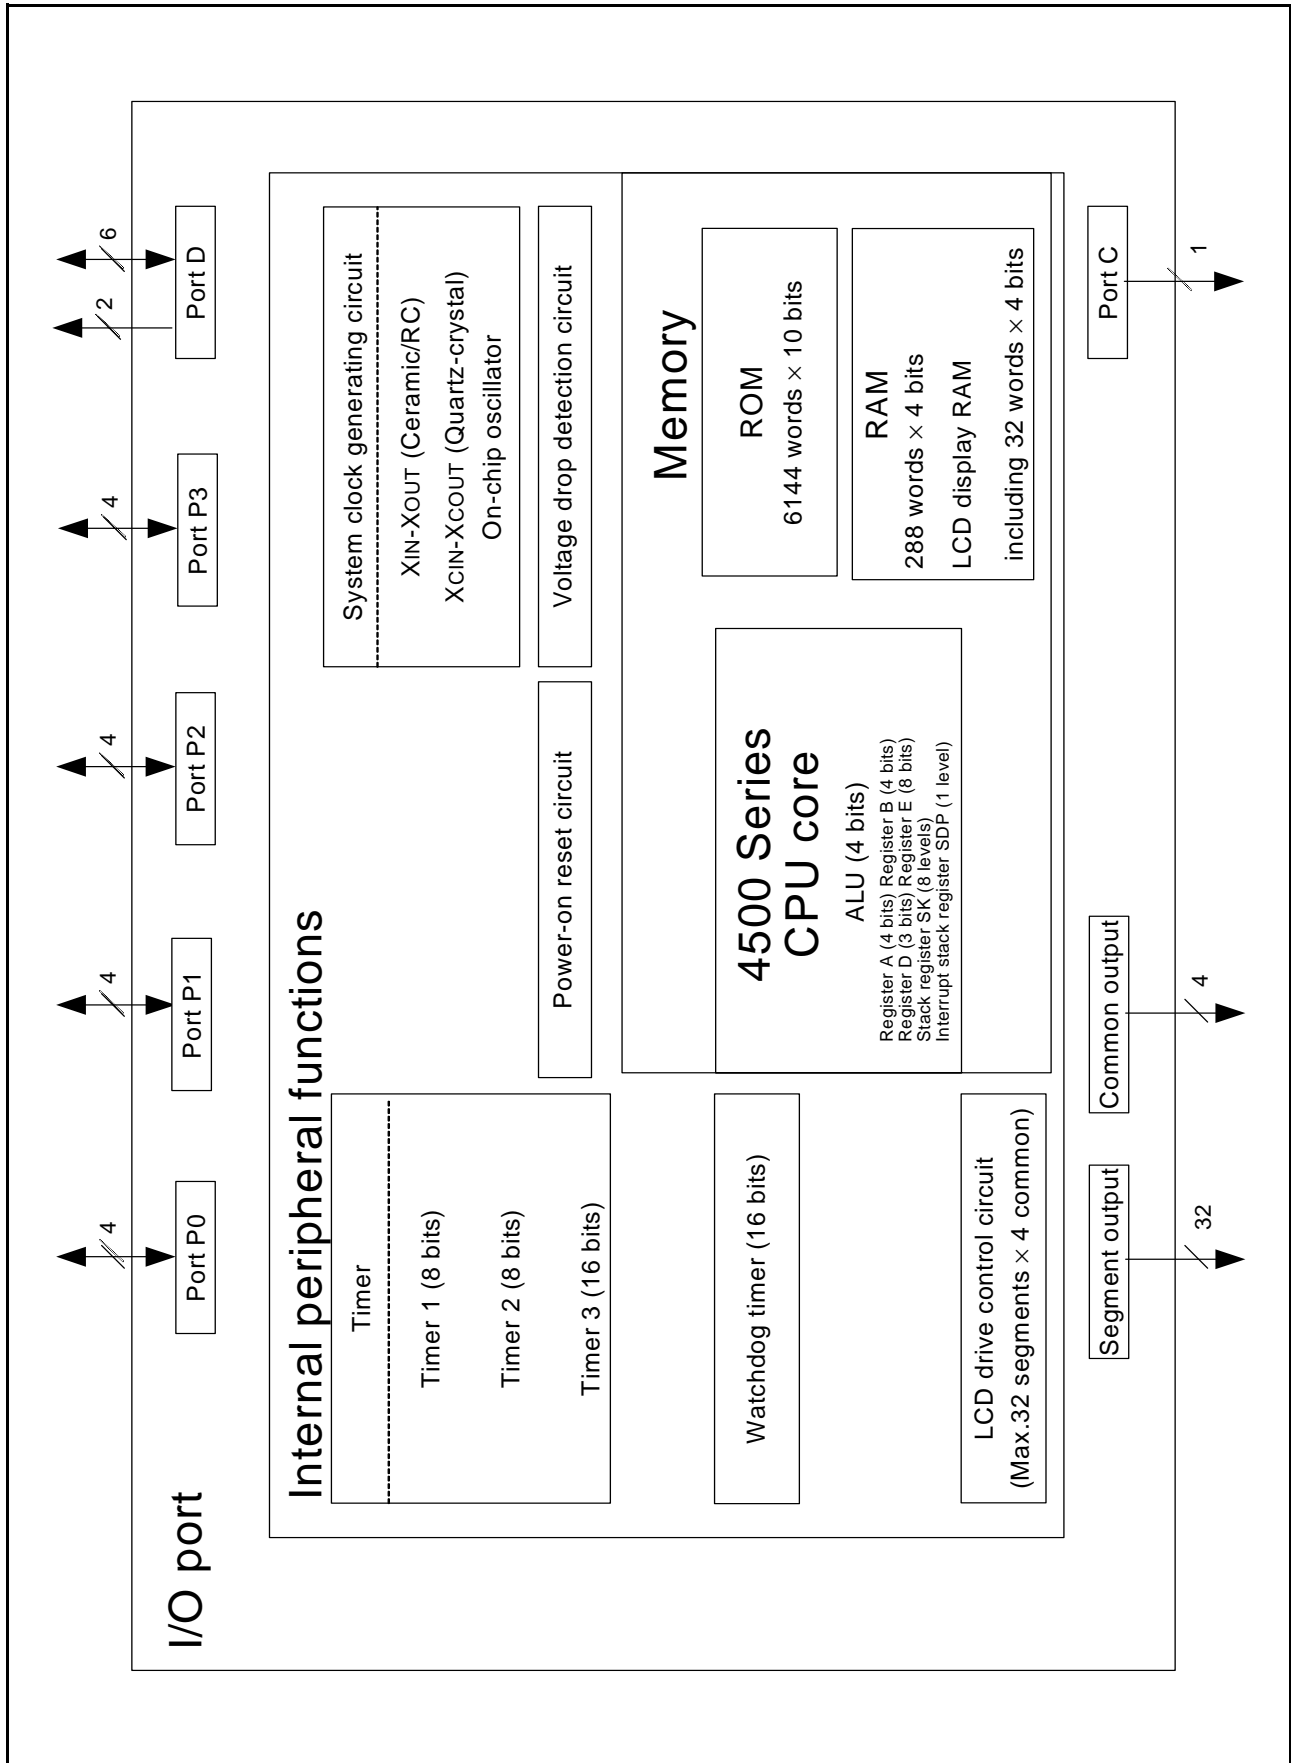 I/O port
4
4
4
4
2
6
Port P0
Port P1
Port P2
Port P3
Port D
Internal peripheral functions
Timer
Timer 1 (8 bits)
Timer 2 (8 bits)
Timer 3 (16 bits)
System clock generating circuit
XIN-XOUT (Ceramic/RC)
XCIN-XCOUT (Quartz-crystal)
On-chip oscillator
Power-on reset circuit
Voltage drop detection circuit
Watchdog timer (16 bits)
LCD drive control circuit
(Max.32 segments × 4 common)
4500 Series
CPU core
ALU (4 bits)
Register A (4 bits) Register B (4 bits)
Register D (3 bits) Register E (8 bits)
Stack register SK (8 levels)
Interrupt stack register SDP (1 level)
Memory
ROM
6144 words × 10 bits
RAM
288 words × 4 bits
LCD display RAM
including 32 words × 4 bits
Segment output
Common output
Port C
32
4
1